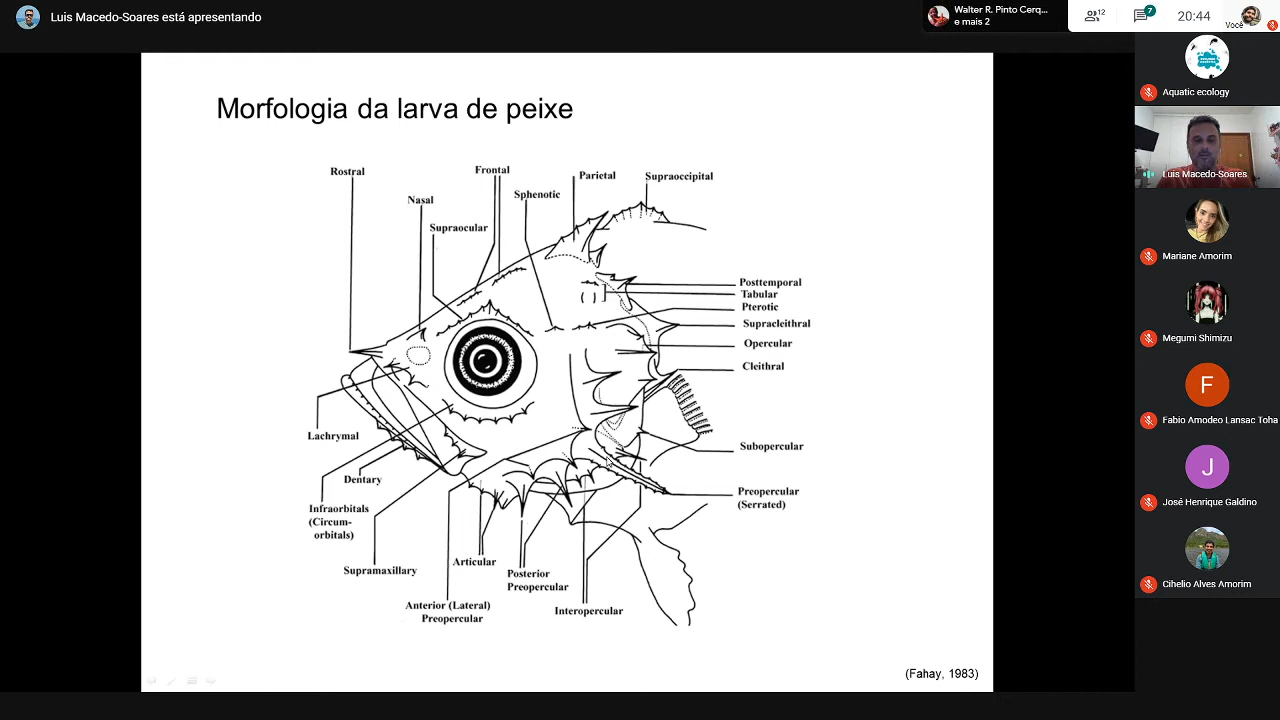 Luis Macedo-Soares está apresentando
Walter R. Pinto Cerq...
e mais 2
12
7
20:44
Você
Morfologia da larva de peixe
Rostral
Frontal
Parietal
Supraoccipital
Nasal
Sphenotic
Supraocular
Posttemporal
Tabular
Pterotic
Supracleithral
Opercular
Cleithral
Lachrymal
Subopercular
Dentary
Preopercular
(Serrated)
Infraorbitals
(Circum-
orbitals)
Supramaxillary
Articular
Posterior
Preopercular
Anterior (Lateral)
Preopercular
Interopercular
(Fahay, 1983)
Aquatic ecology
Luis Macedo-Soares
Mariane Amorim
Megumi Shimizu
F
Fabio Amodeo Lansac Toha
J
José Henrique Galdino
Cihelio Alves Amorim